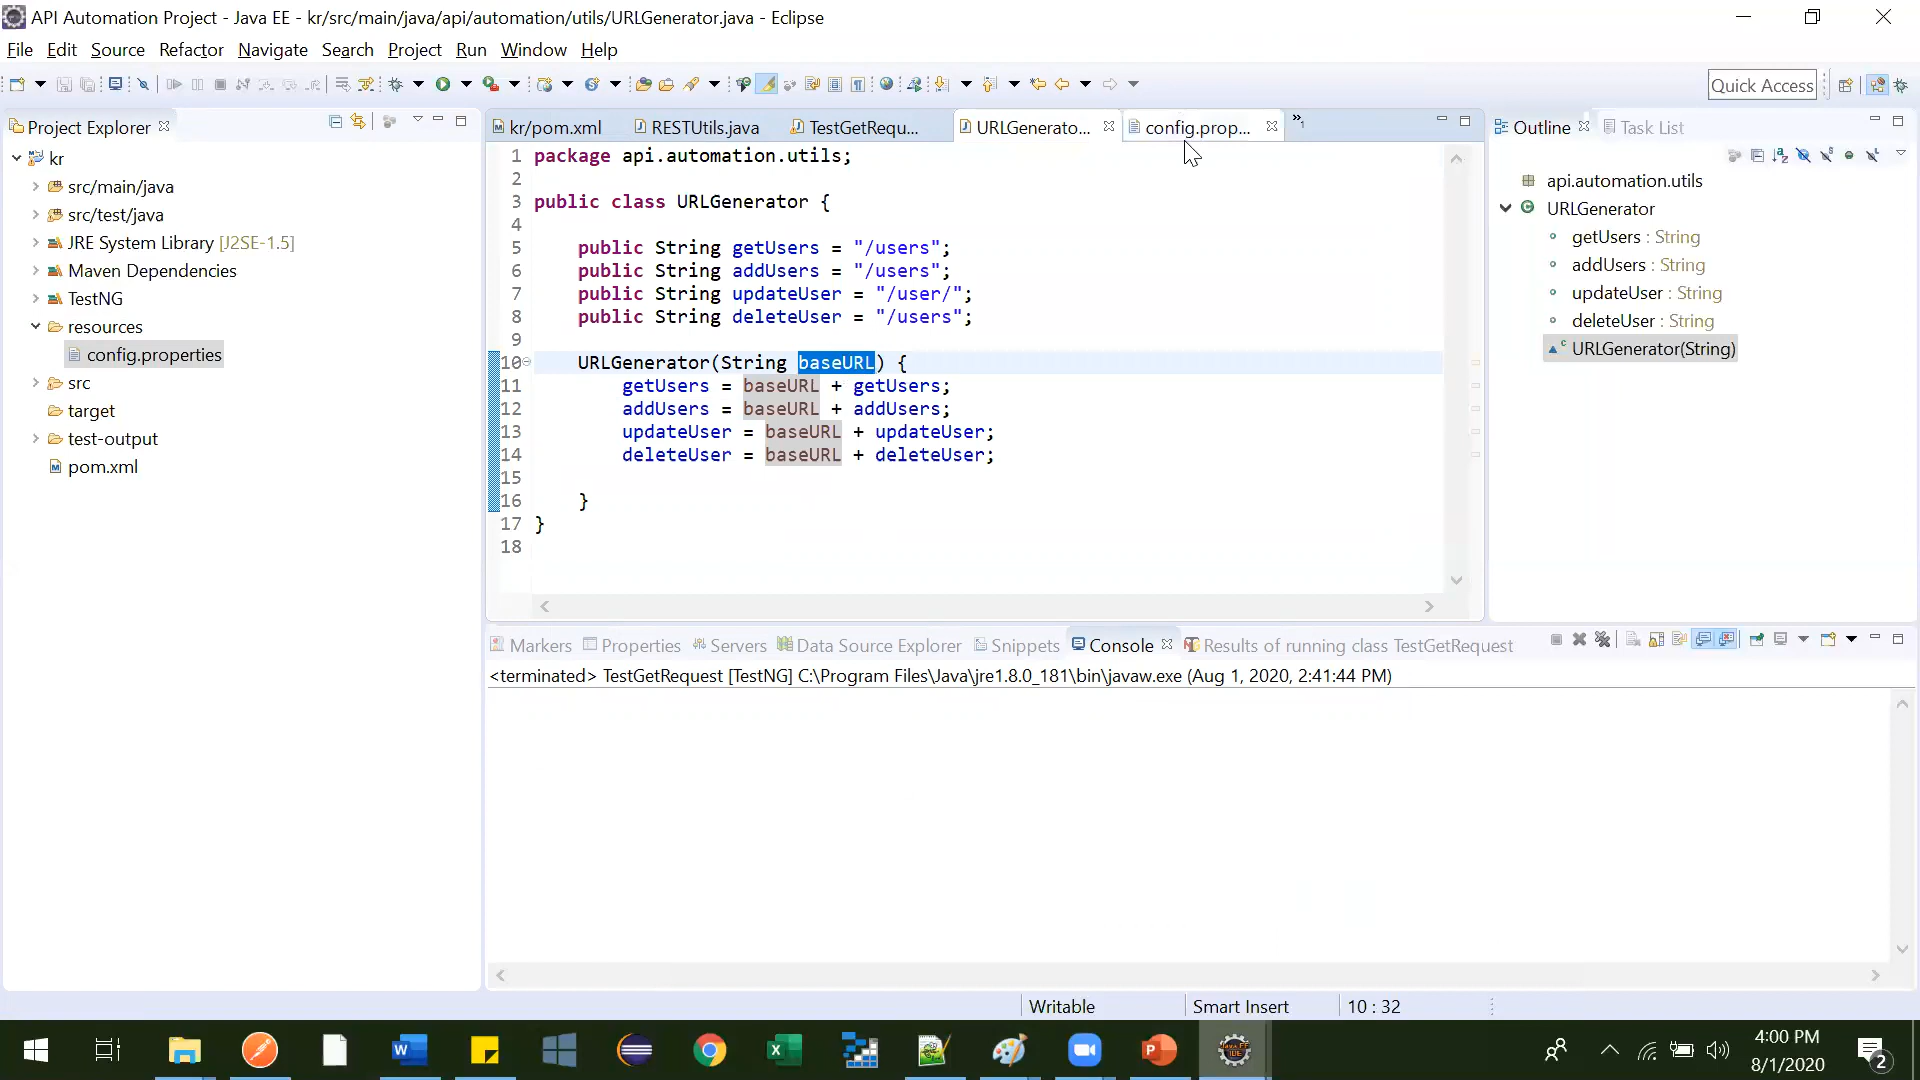 API Automation Project - Java EE - kr/src/main/java/api/automation/utils/URLGenerator.java - Eclipse
File Edit Source Refactor Navigate Search Project Run Window Help
Quick Access
Project Explorer
kr
src/main/java
src/test/java
JRE System Library [J2SE-1.5]
Maven Dependencies
TestNG
resources
config.properties
src
target
test-output
pom.xml
kr/pom.xml RESTUtils.java TestGetRequ... URLGenerato... config.prop... »1
1 package api.automation.utils;
2
3 public class URLGenerator {
4
5 public String getUsers = "/users";
6 public String addUsers = "/users";
7 public String updateUser = "/user/";
8 public String deleteUser = "/users";
9
10 URLGenerator(String baseURL) {
11 getUsers = baseURL + getUsers;
12 addUsers = baseURL + addUsers;
13 updateUser = baseURL + updateUser;
14 deleteUser = baseURL + deleteUser;
15
16 }
17 }
18
Outline Task List
api.automation.utils
URLGenerator
getUsers : String
addUsers : String
updateUser : String
deleteUser : String
URLGenerator(String)
Markers Properties Servers Data Source Explorer Snippets Console Results of running class TestGetRequest
<terminated> TestGetRequest [TestNG] C:\Program Files\Java\jre1.8.0_181\bin\javaw.exe (Aug 1, 2020, 2:41:44 PM)
Writable Smart Insert 10 : 32
4:00 PM
8/1/2020
2